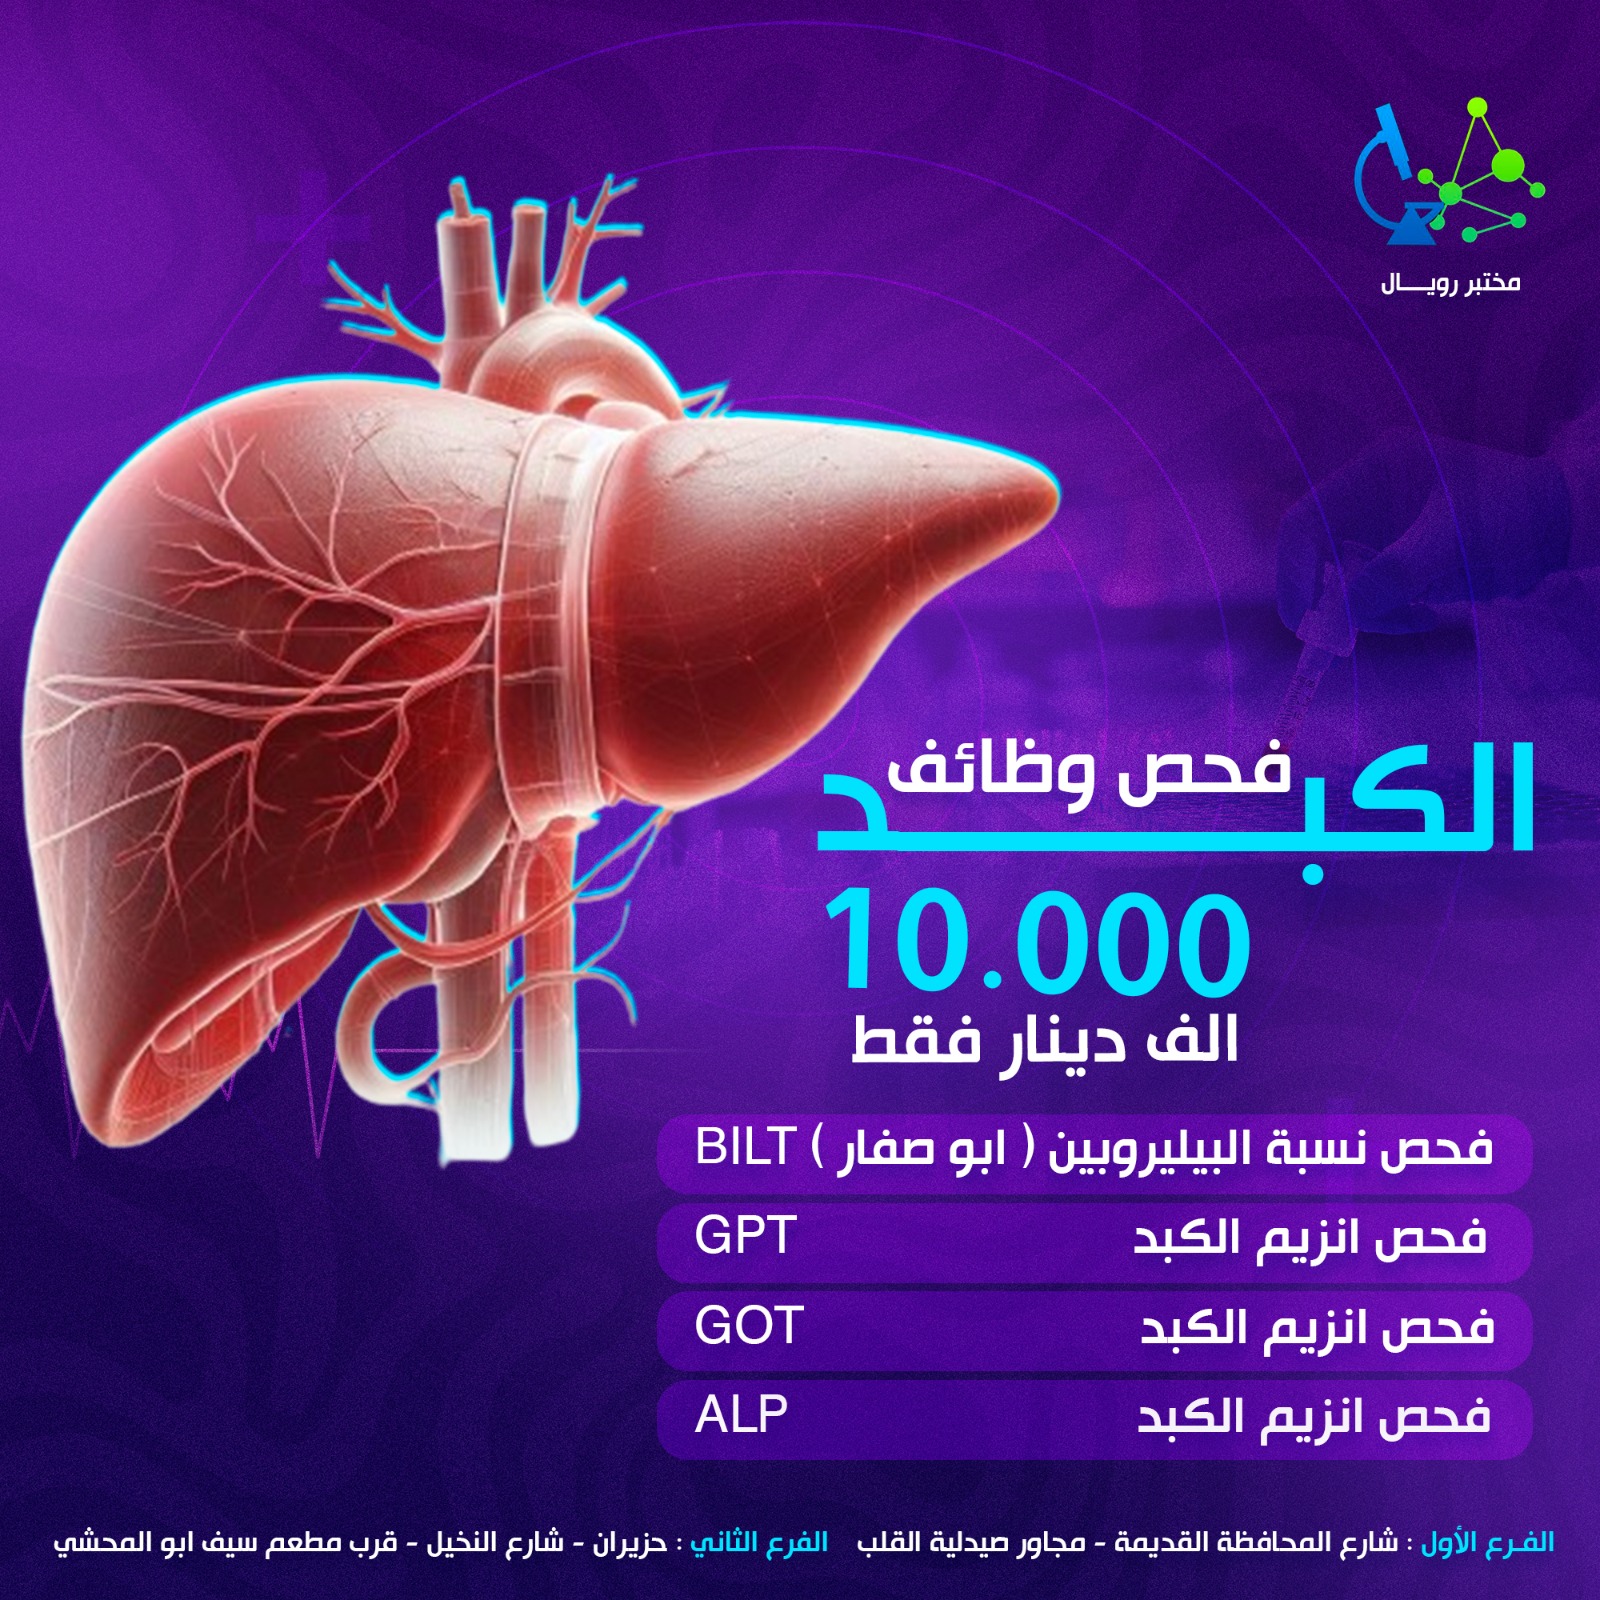 مختبر رويـــال
فحص وظائف
الكبـــــــــد
10.000
الف دينار فقط
فحص نسبة البيليروبين ( ابو صفار ) BILT
فحص انزيم الكبد GPT
فحص انزيم الكبد GOT
فحص انزيم الكبد ALP
الفـرع الأول : شارع المحافظة القديمة - مجاور صيدلية القلب الفرع الثاني : حزيران - شارع النخيل - قرب مطعم سيف ابو المحشي